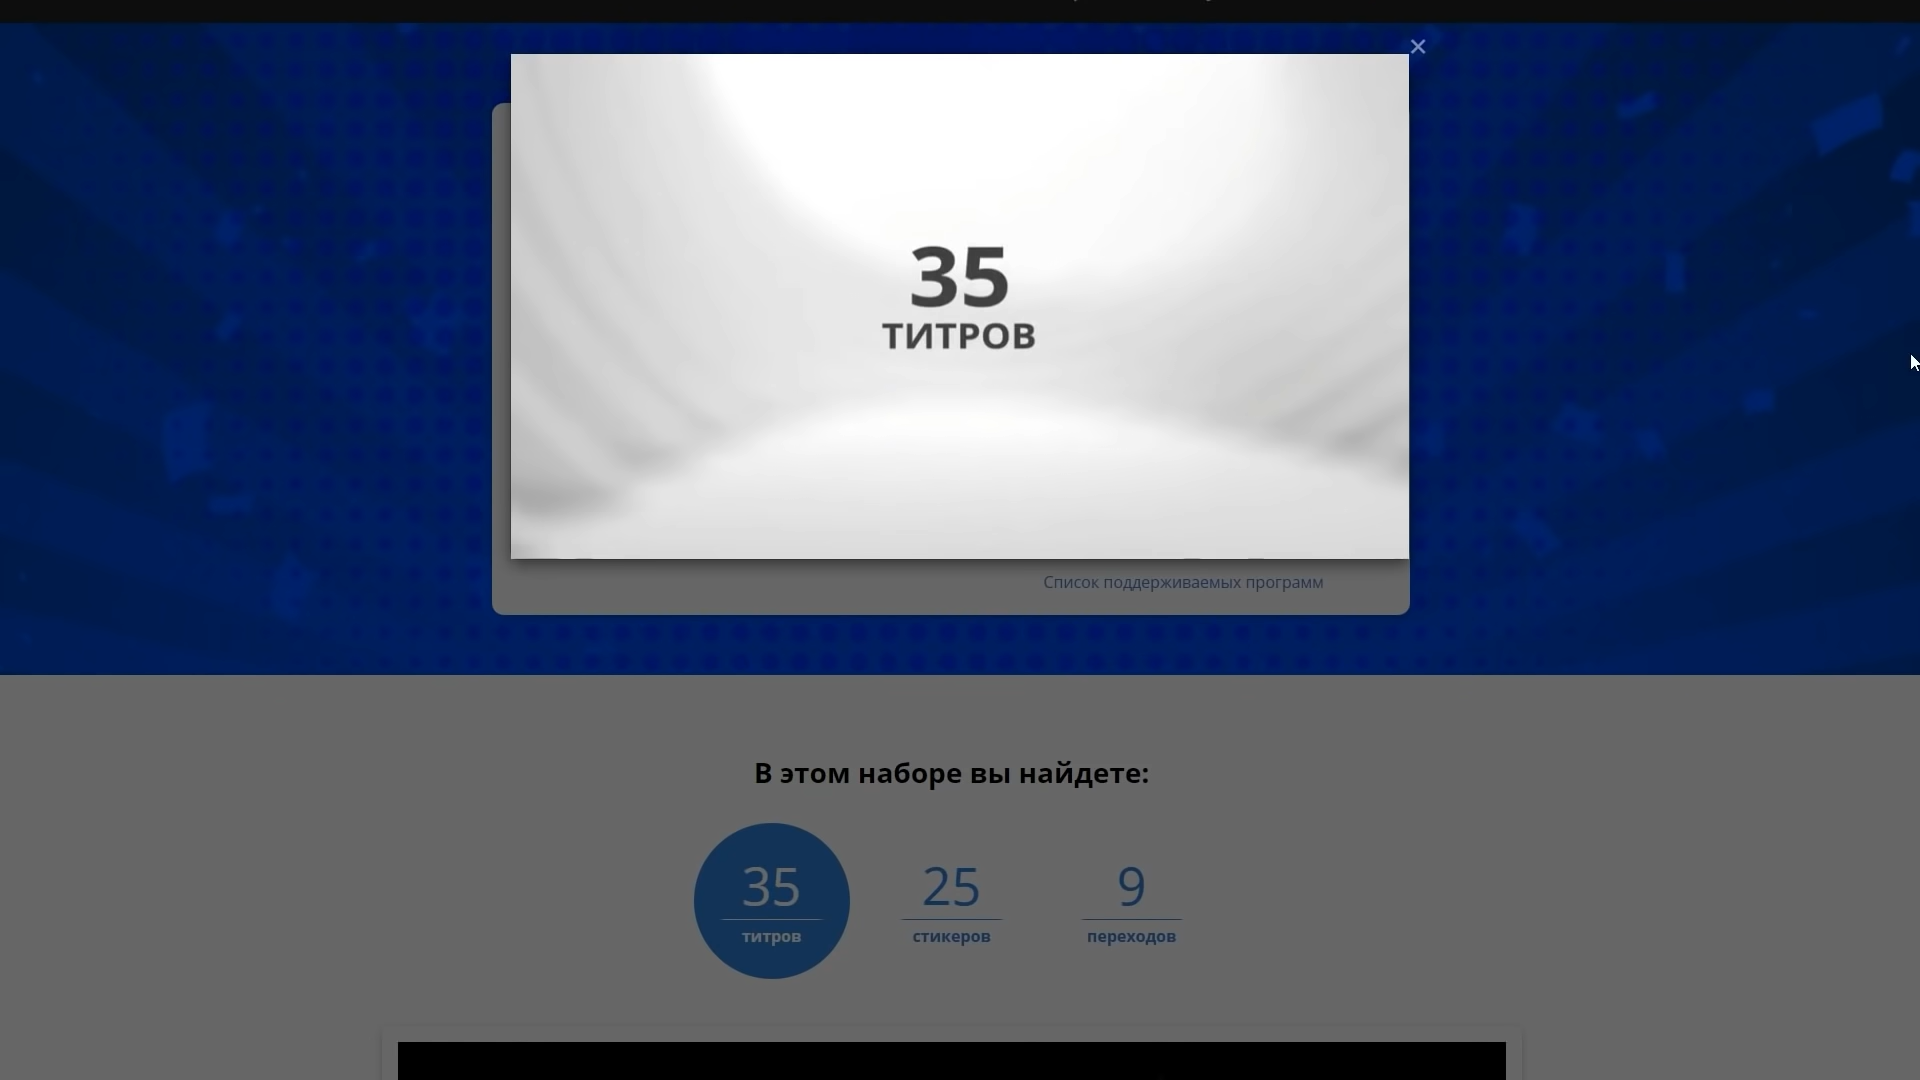 35
ТИТРОВ
Список поддерживаемых программ
В этом наборе вы найдете:
35
титров
25
стикеров
9
переходов